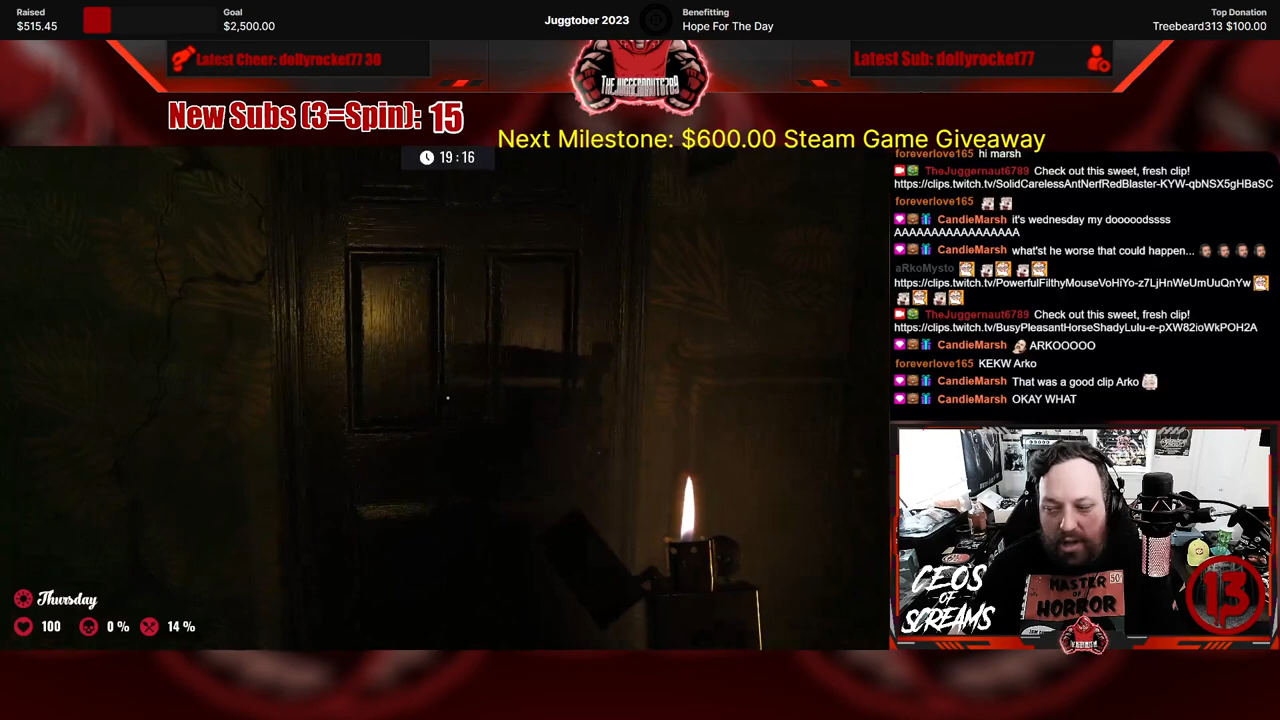 Raised
$515.45
Goal
$2,500.00
Juggtober 2023
Benefitting
Hope For The Day
Top Donation
Treebeard313 $100.00
Latest Cheer: dollyrocket77 30
THEJUGGERNAUT6789
Latest Sub: dollyrocket77
New Subs (3=Spin): 15
Next Milestone: $600.00 Steam Game Giveaway
19:16
foreverlove165 hi marsh
TheJuggernaut6789 Check out this sweet, fresh clip!
https://clips.twitch.tv/SolidCarelessAntNerfRedBlaster-KYW-qbNSX5gHBaSC
foreverlove165
CandieMarsh it's wednesday my dooooodssss
AAAAAAAAAAAAAAAAA
CandieMarsh what'st he worse that could happen...
aRkoMysto
https://clips.twitch.tv/PowerfulFilthyMouseVoHiYo-z7LjHnWeUmUuQnYw
TheJuggernaut6789 Check out this sweet, fresh clip!
https://clips.twitch.tv/BusyPleasantHorseShadyLulu-e-pXW82ioWkPOH2A
CandieMarsh ARKOOOOO
foreverlove165 KEKW Arko
CandieMarsh That was a good clip Arko
CandieMarsh OKAY WHAT
CEOS
OF
SCREAMS
MASTER
OF
HORROR
50¢
13
Thursday
100
0 %
14 %